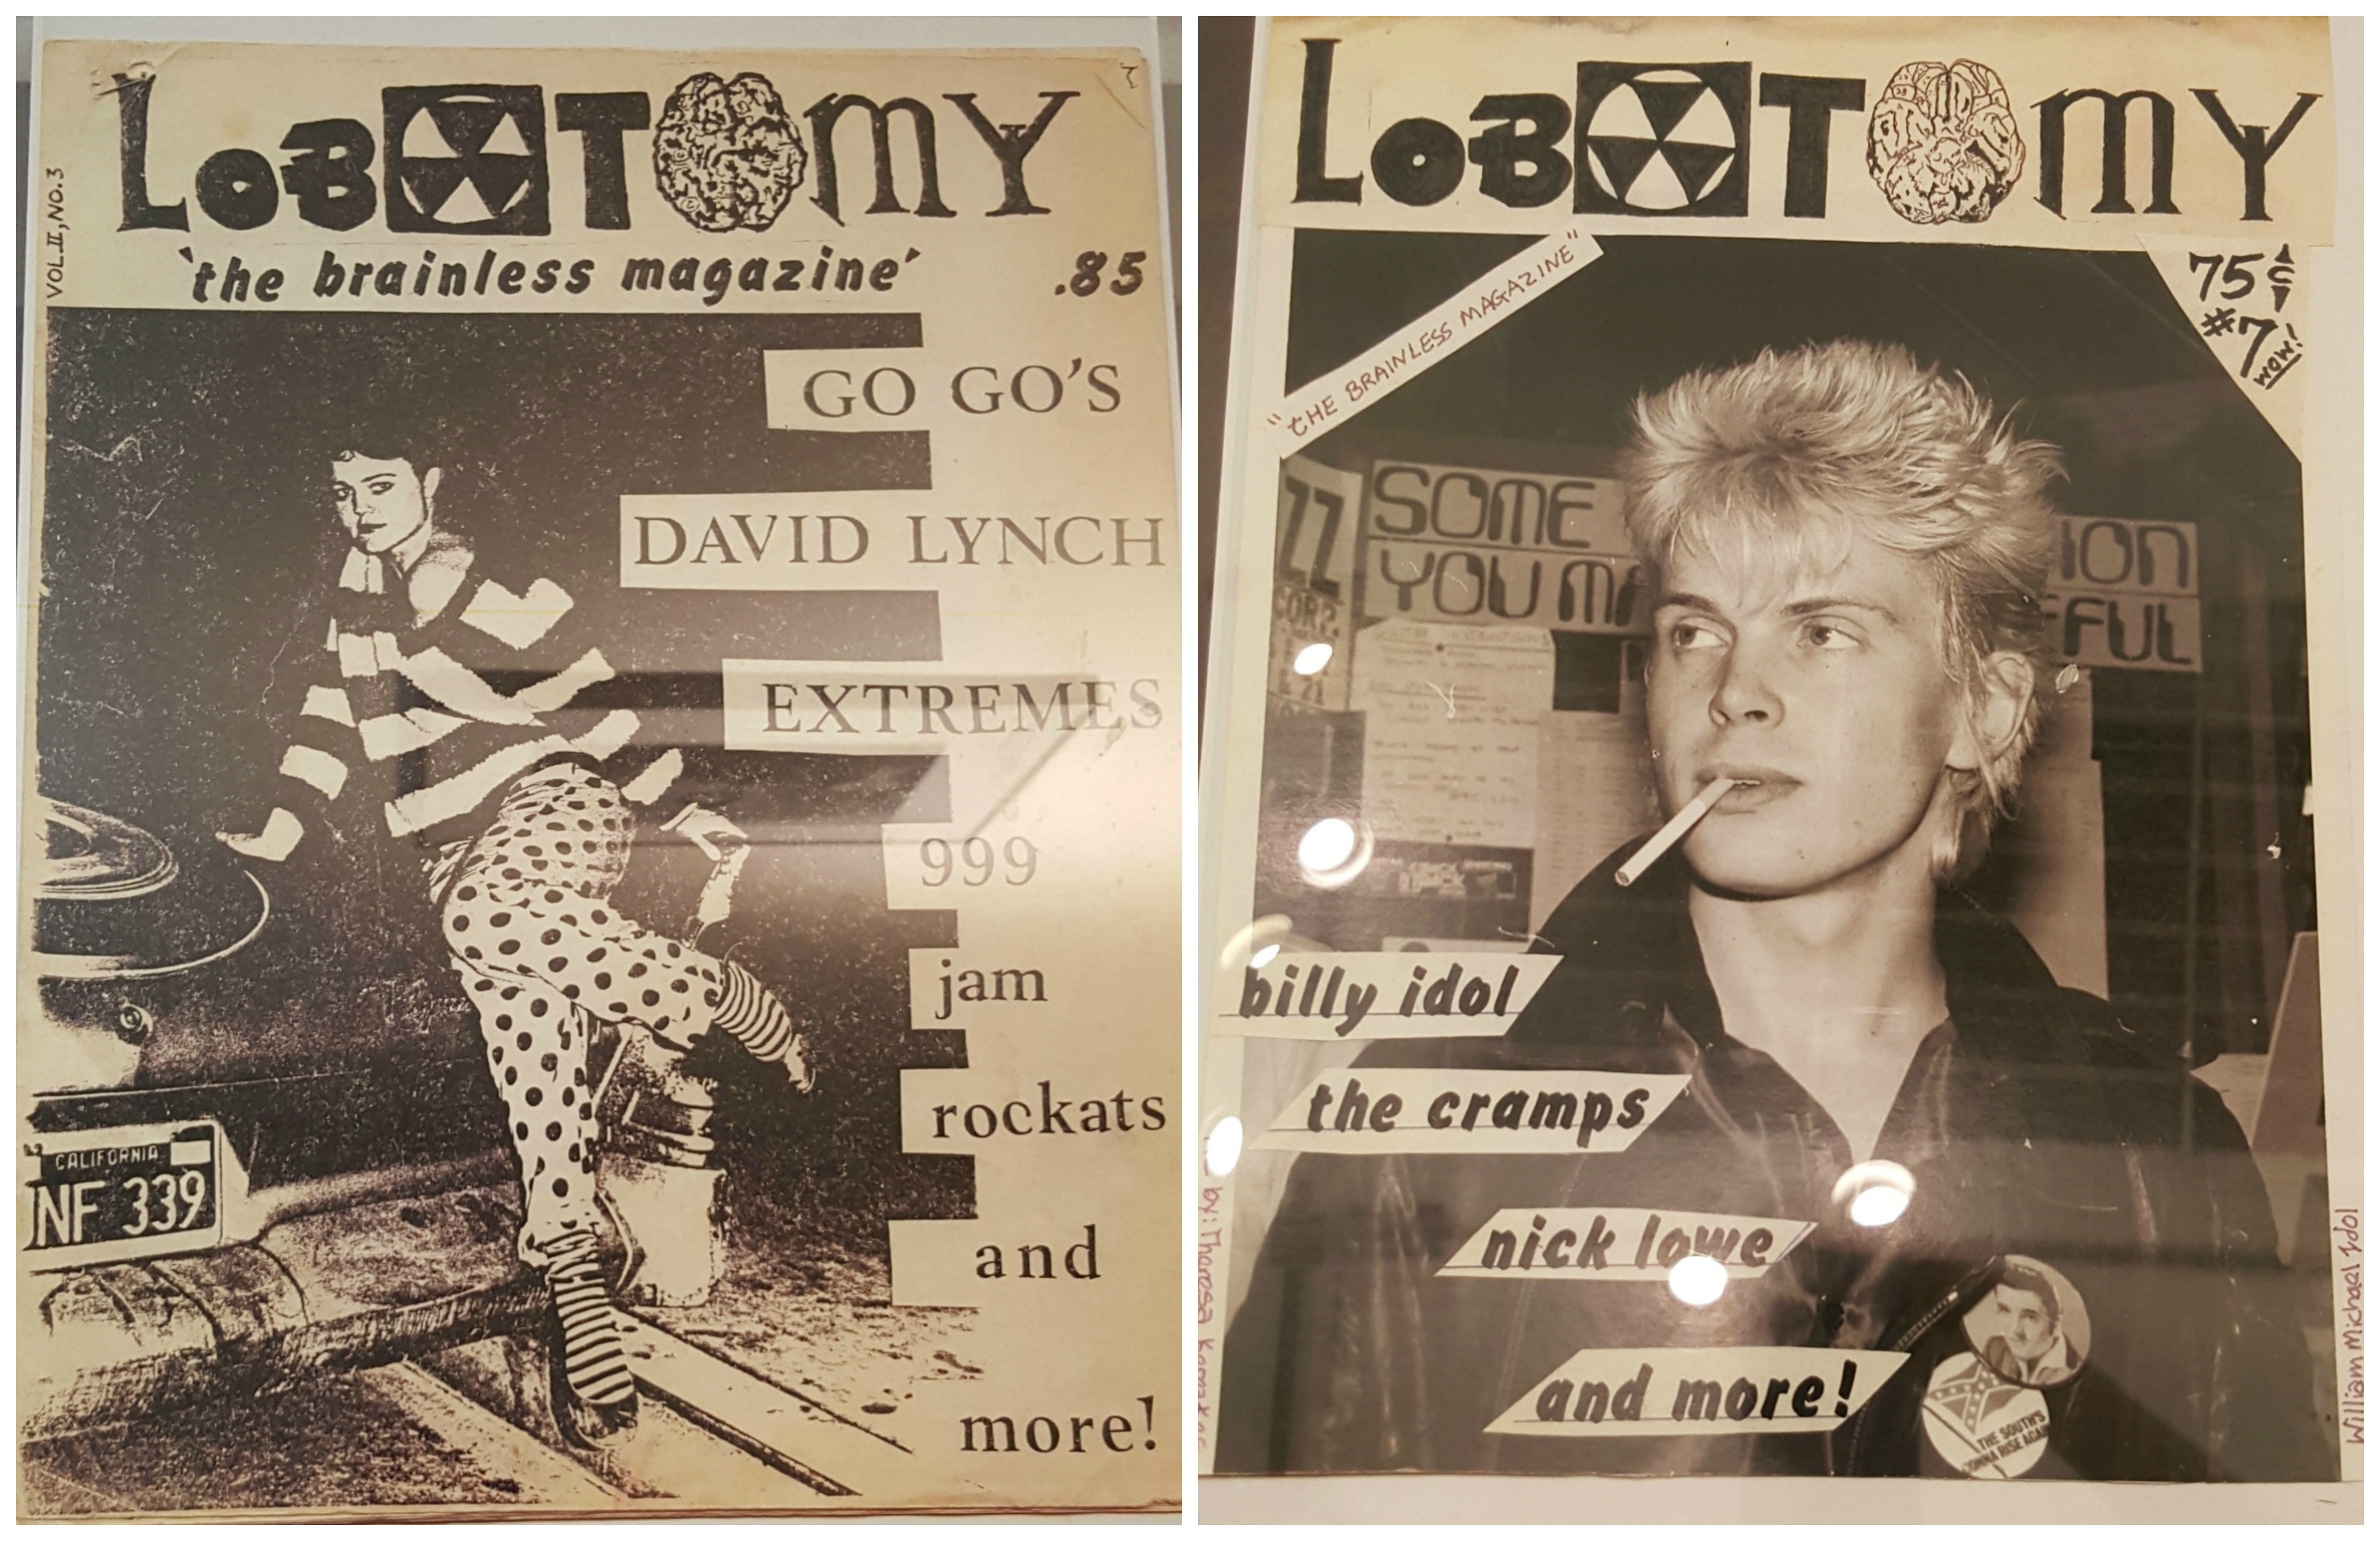 LOBOTOMY
VOL.II, NO.3
'the brainless magazine' .85
GO GO'S
DAVID LYNCH
EXTREMES
999
jam
rockats
and
more!
CALIFORNIA
NF 339
LOBOTOMY
"THE BRAINLESS MAGAZINE"
75¢
#7
WOW!
SOME
YOU
billy idol
the cramps
nick lowe
and more!
THE SOUTH'S
GONNA RISE AGAIN
William Michael Idol